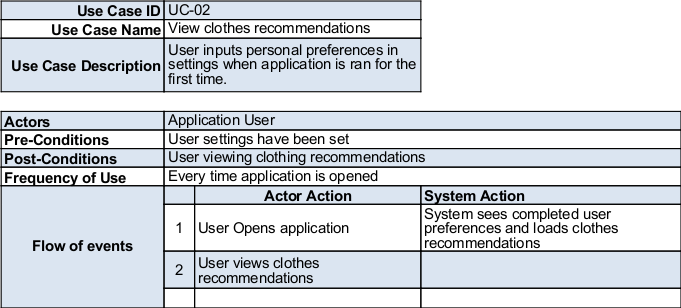 Use Case ID UC-02
Use Case Name View clothes recommendations
Use Case Description User inputs personal preferences in
settings when application is ran for the
first time.
Actors Application User
Pre-Conditions User settings have been set
Post-Conditions User viewing clothing recommendations
Frequency of Use Every time application is opened
Flow of events
Actor Action System Action
1 User Opens application System sees completed user
preferences and loads clothes
recommendations
2 User views clothes
recommendations